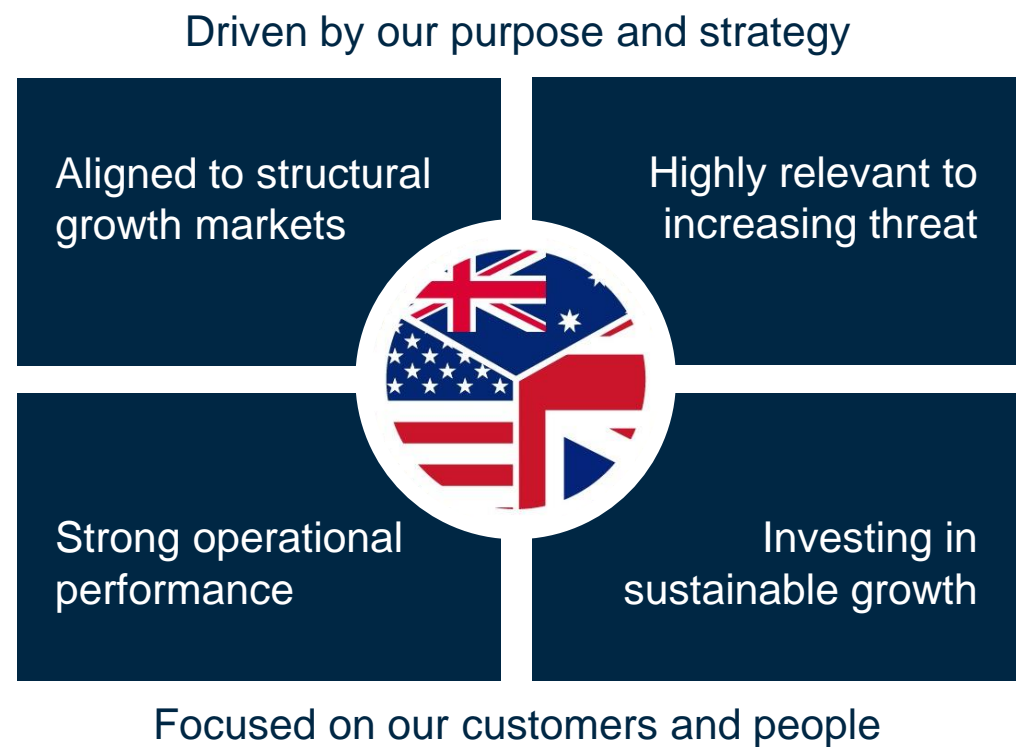 Driven by our purpose and strategy
Aligned to structural
growth markets
Highly relevant to
increasing threat
Strong operational
performance
Investing in
sustainable growth
Focused on our customers and people